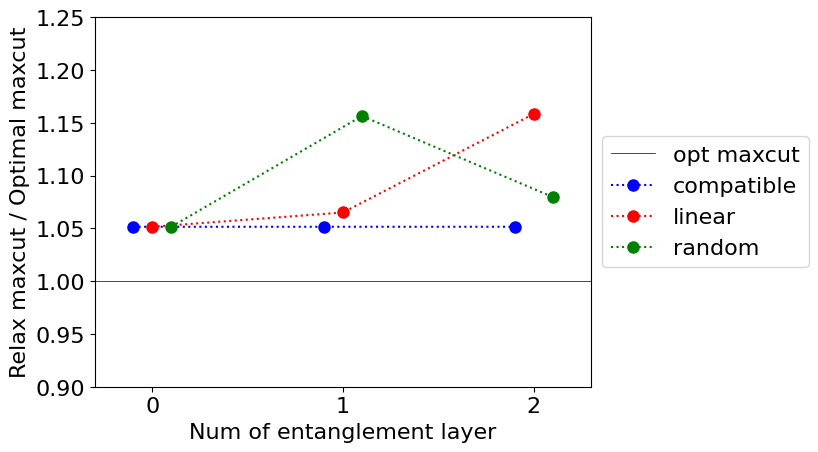 Relax maxcut / Optimal maxcut
1.25
1.20
1.15
1.10
1.05
1.00
0.95
0.90
0
1
2
Num of entanglement layer
opt maxcut
compatible
linear
random